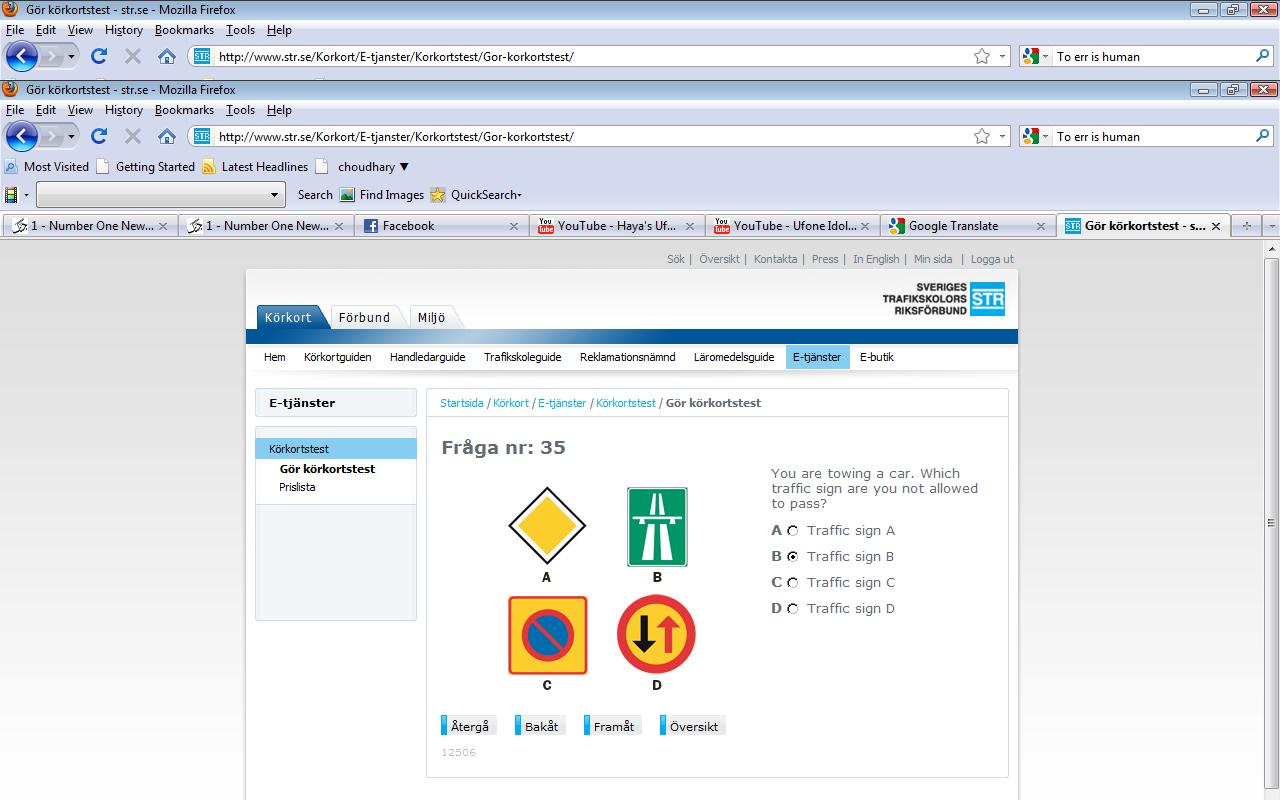 Gör körkortstest - str.se - Mozilla Firefox
File Edit View History Bookmarks Tools Help
STR http://www.str.se/Korkort/E-tjanster/Korkortstest/Gor-korkortstest/ To err is human
Gör körkortstest - str.se - Mozilla Firefox
File Edit View History Bookmarks Tools Help
STR http://www.str.se/Korkort/E-tjanster/Korkortstest/Gor-korkortstest/ To err is human
Most Visited Getting Started Latest Headlines choudhary
Search Find Images QuickSearch
1 - Number One New... 1 - Number One New... Facebook You Tube YouTube - Haya's Uf... You Tube YouTube - Ufone Idol... Google Translate STR Gör körkortstest - s...
Sök | Översikt | Kontakta | Press | In English | Min sida | Logga ut
SVERIGES
TRAFIKSKOLORS STR
RIKSFÖRBUND
Körkort Förbund Miljö
Hem Körkortguiden Handledarguide Trafikskoleguide Reklamationsnämnd Läromedelsguide E-tjänster E-butik
E-tjänster
Körkortstest
Gör körkortstest
Prislista
Startsida / Körkort / E-tjänster / Körkortstest / Gör körkortstest
Fråga nr: 35
A B
C D
You are towing a car. Which
traffic sign are you not allowed
to pass?
A Traffic sign A
B Traffic sign B
C Traffic sign C
D Traffic sign D
Återgå Bakåt Framåt Översikt
12506